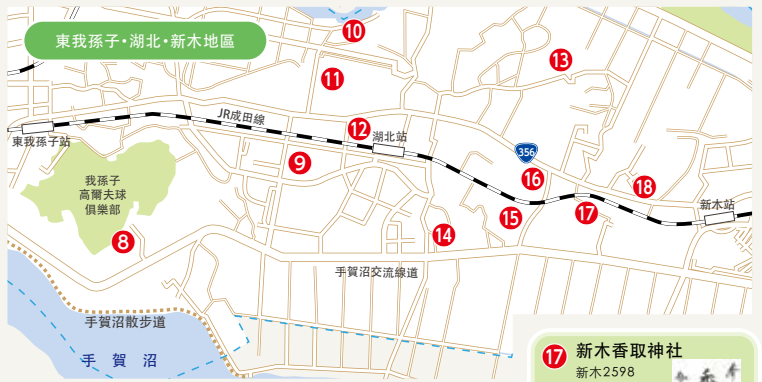 東我孫子・湖北・新木地區
10
11
13
JR成田線
12
湖北站
東我孫子站
356
9
16
我孫子
高爾夫球
俱樂部
18
新木站
17
15
8
14
手賀沼交流線道
手賀沼散步道
手賀沼
17 新木香取神社
新木2598